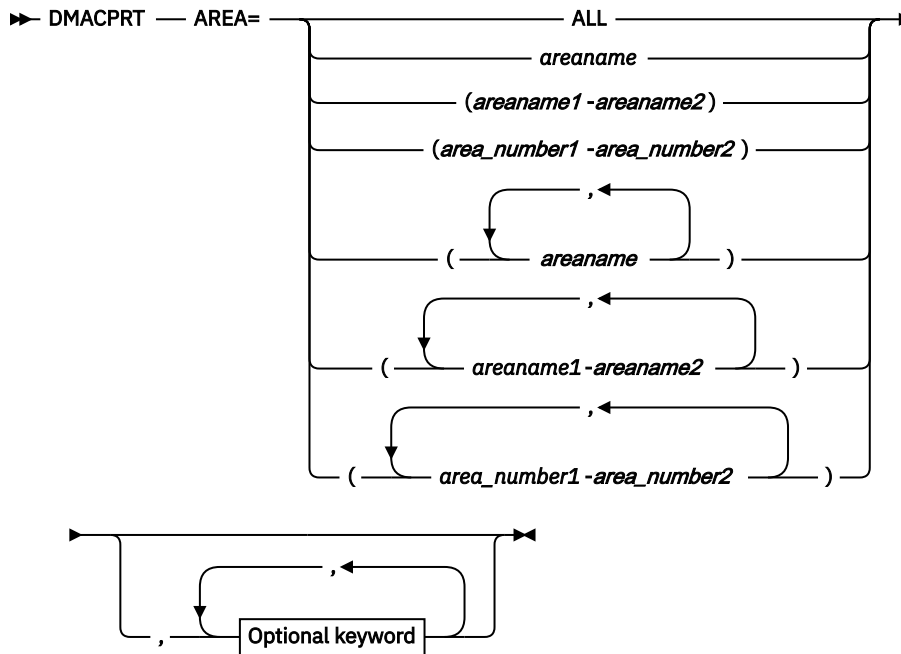 DMACPRT AREA= ALL
areaname
(areaname1 -areaname2)
(area_number1 -area_number2)
,
( areaname )
,
( areaname1-areaname2 )
,
( area_number1-area_number2 )
,
, Optional keyword